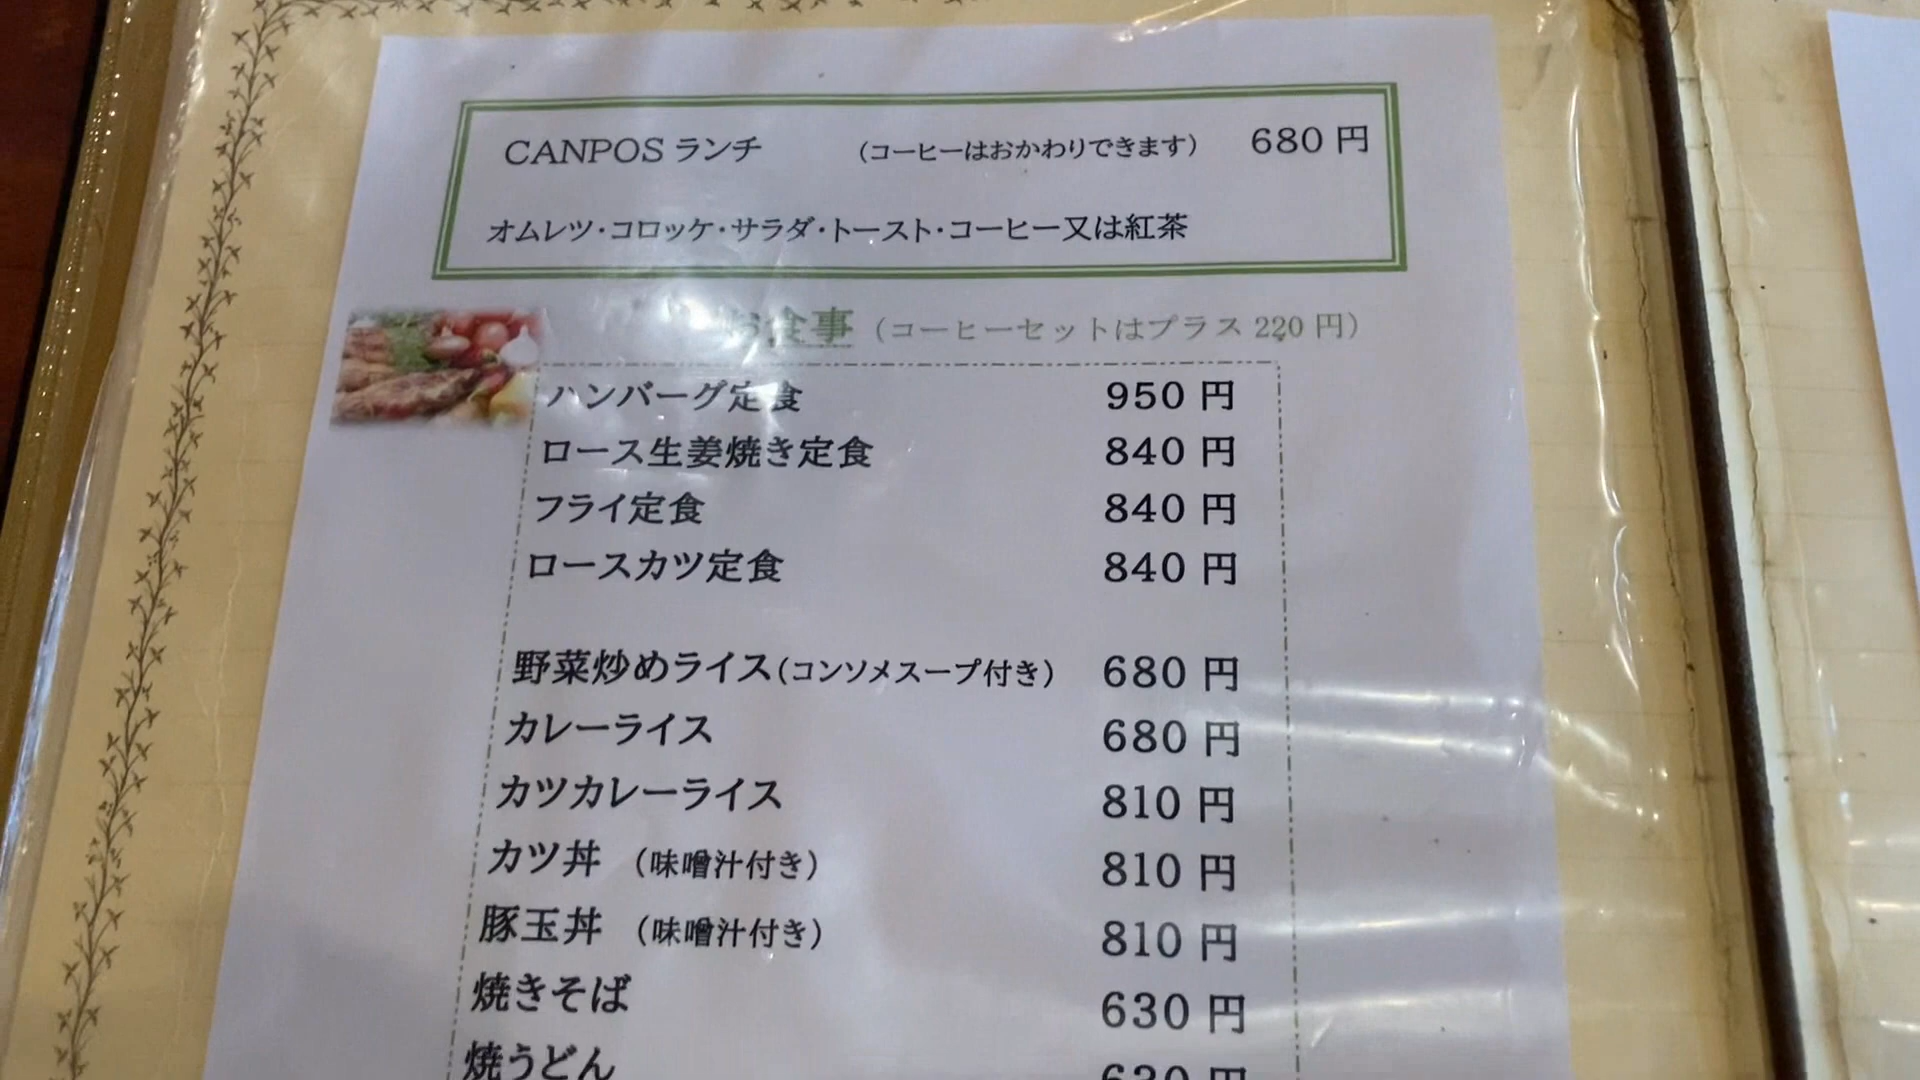 CANPOS ランチ (コーヒーはおかわりできます) 680 円
オムレツ・コロッケ・サラダ・トースト・コーヒー又は紅茶
お食事 (コーヒーセットはプラス 220 円)
ハンバーグ定食 950 円
ロース生姜焼き定食 840 円
フライ定食 840 円
ロースカツ定食 840 円
野菜炒めライス(コンソメスープ付き) 680 円
カレーライス 680 円
カツカレーライス 810 円
カツ丼 (味噌汁付き) 810 円
豚玉丼 (味噌汁付き) 810 円
焼きそば 630 円
焼うどん 630 円